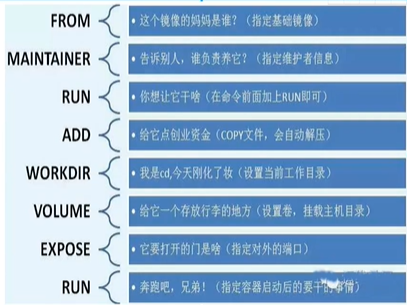 FROM
• 这个镜像的妈妈是谁？（指定基础镜像）
MAINTAINER
• 告诉别人，谁负责养它？（指定维护者信息）
RUN
• 你想让它干啥（在命令前面加上RUN即可）
ADD
• 给它点创业资金（COPY文件，会自动解压）
WORKDIR
• 我是cd,今天刚化了妆（设置当前工作目录）
VOLUME
• 给它一个存放行李的地方（设置卷，挂载主机目录）
EXPOSE
• 它要打开的门是啥（指定对外的端口）
RUN
• 奔跑吧，兄弟！（指定容器启动后的要干的事情）